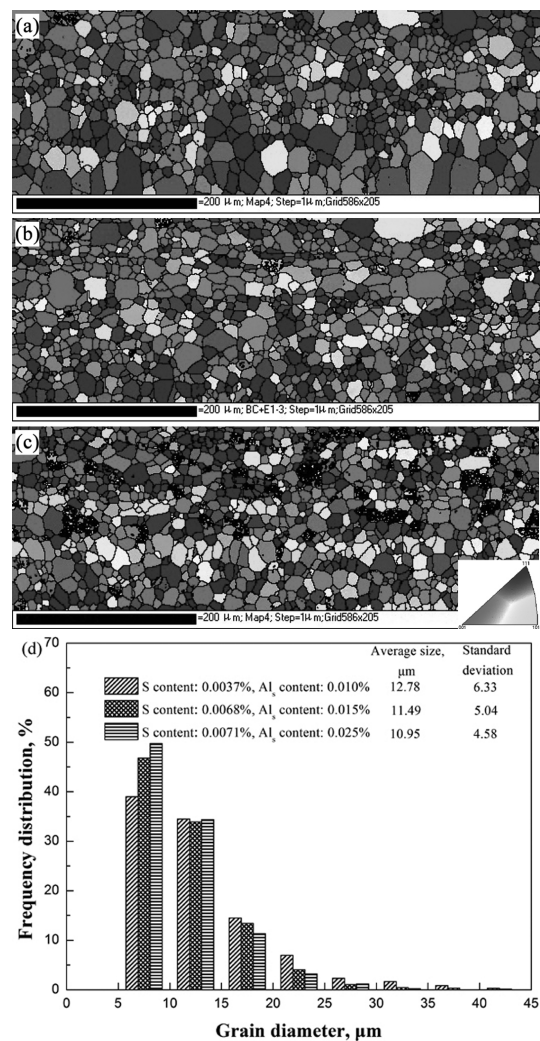 (a)
=200 µm; Map4; Step=1µm;Grid586x205
(b)
=200 µm; BC+E1-3; Step=1µm;Grid586x205
(c)
=200 µm; Map4; Step=1µm;Grid586x205
111
001 101
(d)
Average size, µm
Standard deviation
S content: 0.0037%, Als content: 0.010% 12.78 6.33
S content: 0.0068%, Als content: 0.015% 11.49 5.04
S content: 0.0071%, Als content: 0.025% 10.95 4.58
Frequency distribution, %
70
60
50
40
30
20
10
0
0 5 10 15 20 25 30 35 40 45
Grain diameter, µm